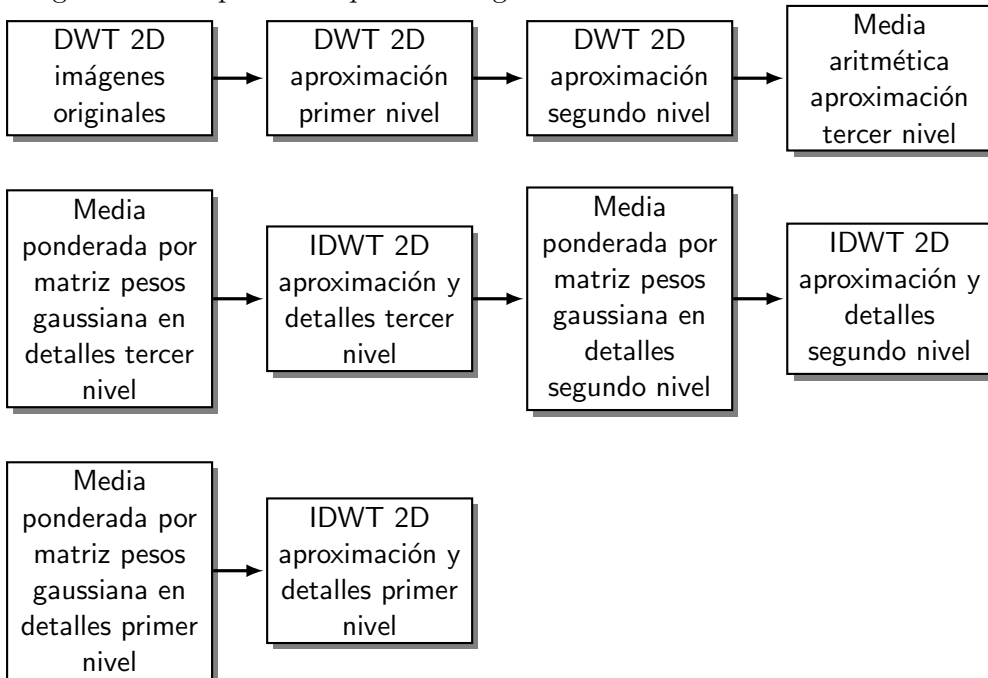 DWT 2D
imágenes
originales
DWT 2D
aproximación
primer nivel
DWT 2D
aproximación
segundo nivel
Media
aritmética
aproximación
tercer nivel
Media
ponderada por
matriz pesos
gaussiana en
detalles tercer
nivel
IDWT 2D
aproximación y
detalles tercer
nivel
Media
ponderada por
matriz pesos
gaussiana en
detalles
segundo nivel
IDWT 2D
aproximación y
detalles
segundo nivel
Media
ponderada por
matriz pesos
gaussiana en
detalles primer
nivel
IDWT 2D
aproximación y
detalles primer
nivel